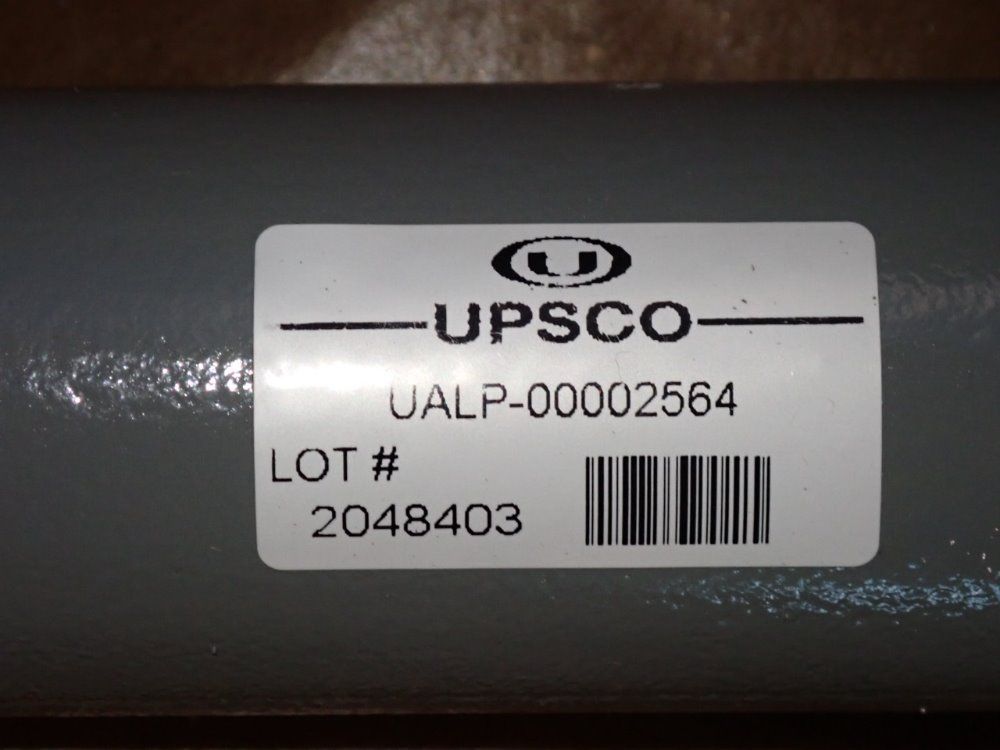 U
UPSCO
UALP-00002564
LOT #
2048403